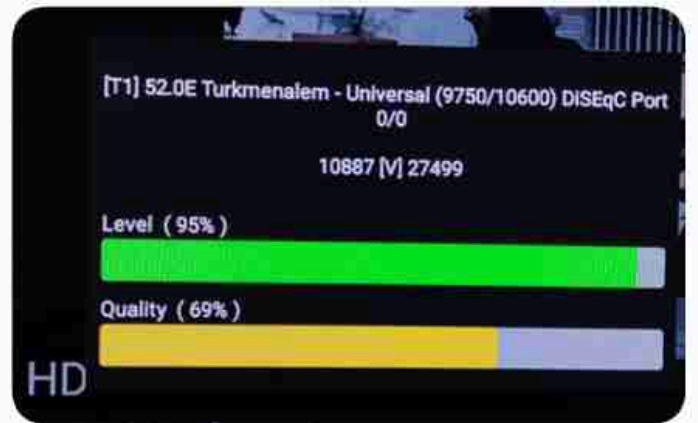 [T1] 52.0E Turkmenalem - Universal (9750/10600) DiSEqC Port
0/0
10887 [V] 27499
Level ( 95% )
Quality ( 69% )
HD